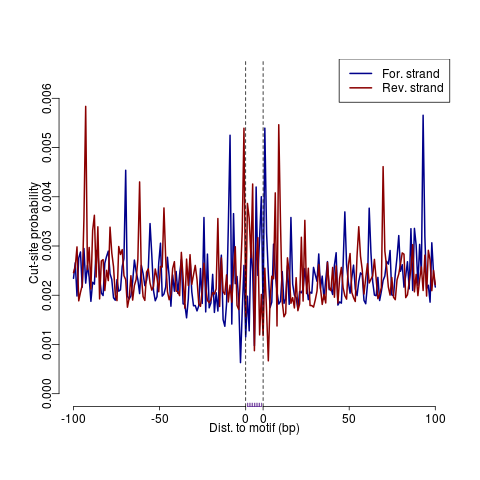 For. strand
Rev. strand
0.006
0.005
0.004
0.003
0.002
0.001
0.000
Cut-site probability
-100 -50 0 0 50 100
Dist. to motif (bp)